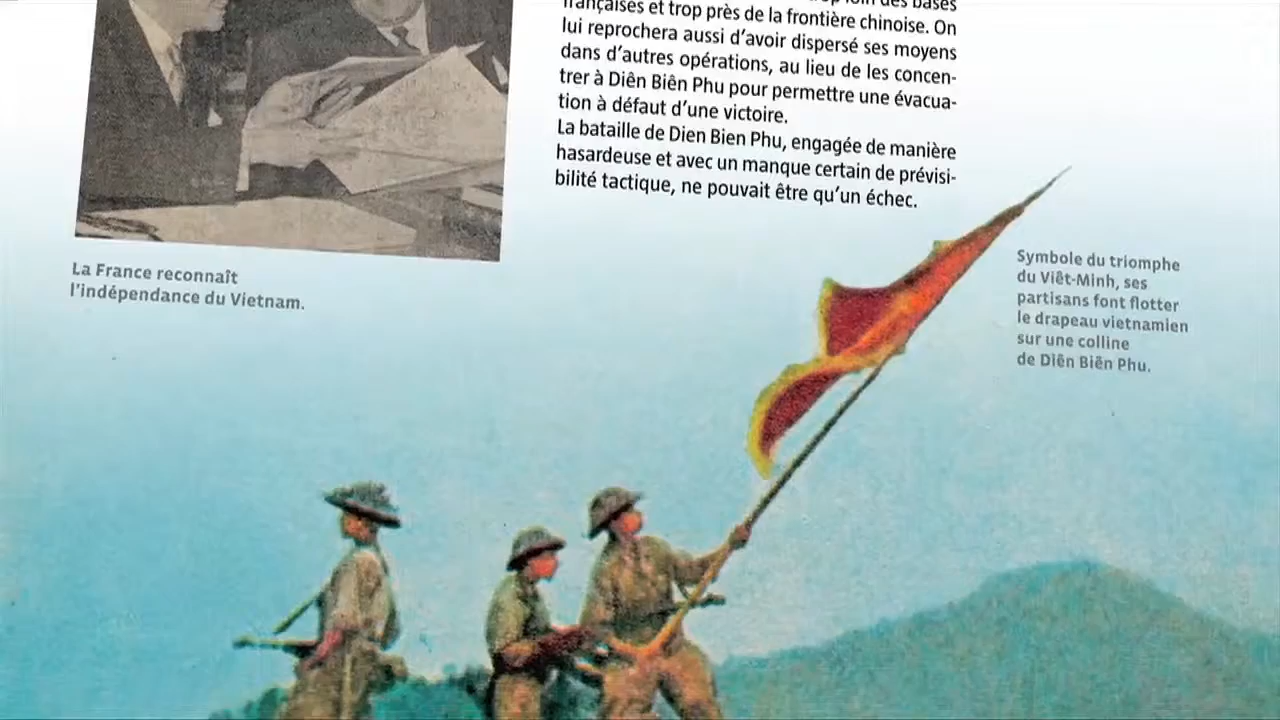 loin des bases
françaises et trop près de la frontière chinoise. On
lui reprochera aussi d'avoir dispersé ses moyens
dans d'autres opérations, au lieu de les concen-
trer à Diên Biên Phu pour permettre une évacua-
tion à défaut d'une victoire.
La bataille de Dien Bien Phu, engagée de manière
hasardeuse et avec un manque certain de prévisi-
bilité tactique, ne pouvait être qu'un échec.
La France reconnaît
l'indépendance du Vietnam.
Symbole du triomphe
du Viêt-Minh, ses
partisans font flotter
le drapeau vietnamien
sur une colline
de Diên Biên Phu.